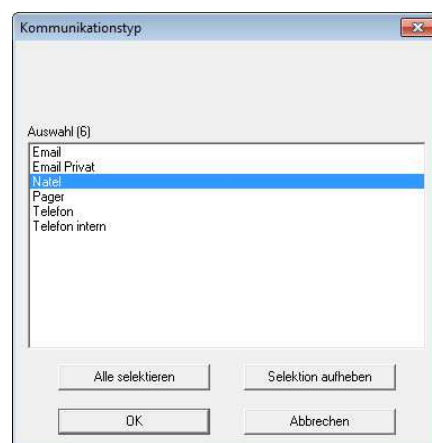 Kommunikationstyp
Auswahl (6)
Email
Email Privat
Natel
Pager
Telefon
Telefon intern
Alle selektieren Selektion aufheben
OK Abbrechen